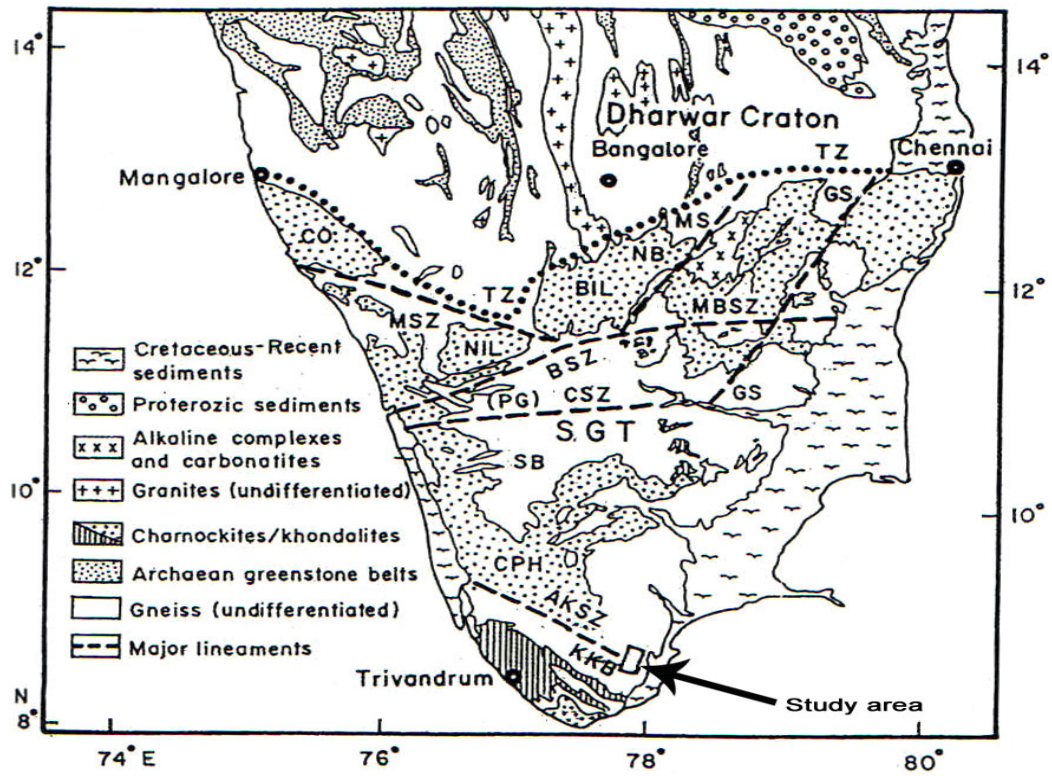 14°
14°
Dharwar Craton
Bangalore
TZ
Chennai
Mangalore
GS
MS
CO
NB
12°
12°
TZ
BIL
MBSZ
MSZ
NIL
BSZ
(PG)
CSZ
GS
SGT
SB
10°
10°
CPH
AKSZ
KKB
Trivandrum
Study area
Cretaceous-Recent
sediments
Proterozic sediments
Alkaline complexes
and carbonatites
Granites (undifferentiated)
Charnockites/khondalites
Archaean greenstone belts
Gneiss (undifferentiated)
Major lineaments
N
8°
74°E
76°
78°
80°